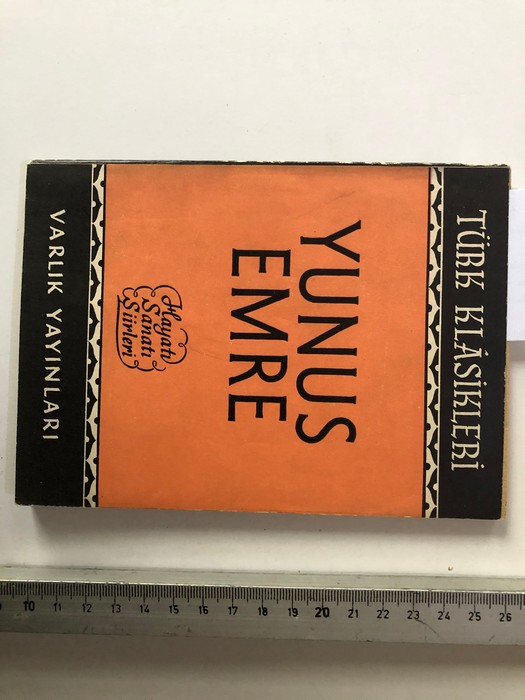 TÜRK KLÂSİKLERİ
YUNUS
EMRE
Hayatı
Sanatı
Şiirleri
VARLIK YAYINLARI
10 11 12 13 14 15 16 17 18 19 20 21 22 23 24 25 26